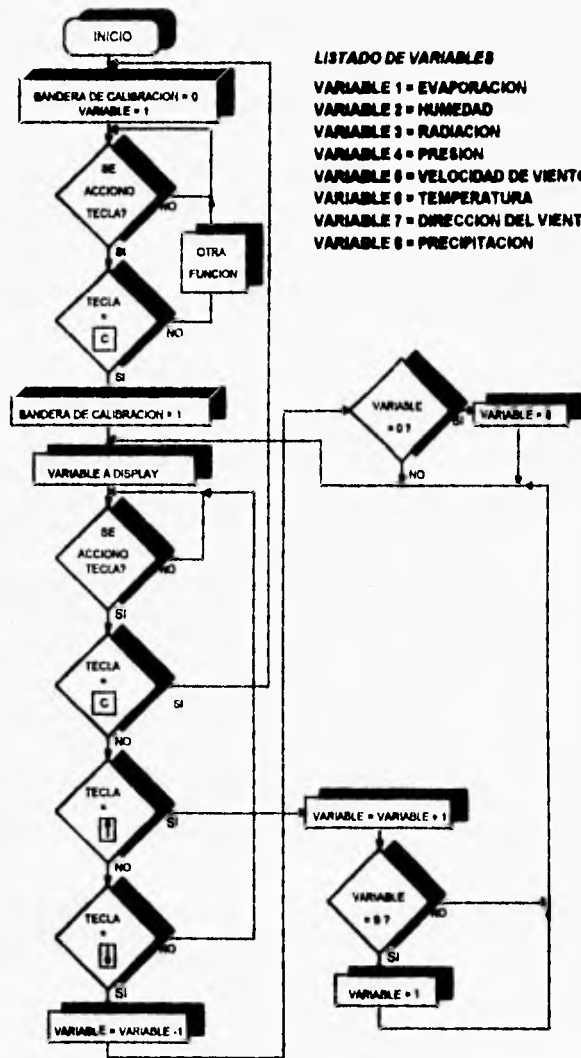 INICIO
BANDERA DE CALIBRACION = 0
VARIABLE = 1
SE
ACCIONO
TECLA?
NO
SI
OTRA
FUNCION
TECLA
=
C
NO
SI
BANDERA DE CALIBRACION = 1
VARIABLE A DISPLAY
SE
ACCIONO
TECLA?
NO
SI
TECLA
=
C
SI
NO
TECLA
=
↑
SI
NO
TECLA
=
↓
NO
SI
VARIABLE = VARIABLE -1
LISTADO DE VARIABLES
VARIABLE 1 = EVAPORACION
VARIABLE 2 = HUMEDAD
VARIABLE 3 = RADIACION
VARIABLE 4 = PRESION
VARIABLE 5 = VELOCIDAD DE VIENTO
VARIABLE 6 = TEMPERATURA
VARIABLE 7 = DIRECCION DEL VIENT
VARIABLE 8 = PRECIPITACION
VARIABLE
= 0 ?
SI
NO
VARIABLE = 8
VARIABLE = VARIABLE + 1
VARIABLE
= 9 ?
NO
SI
VARIABLE = 1